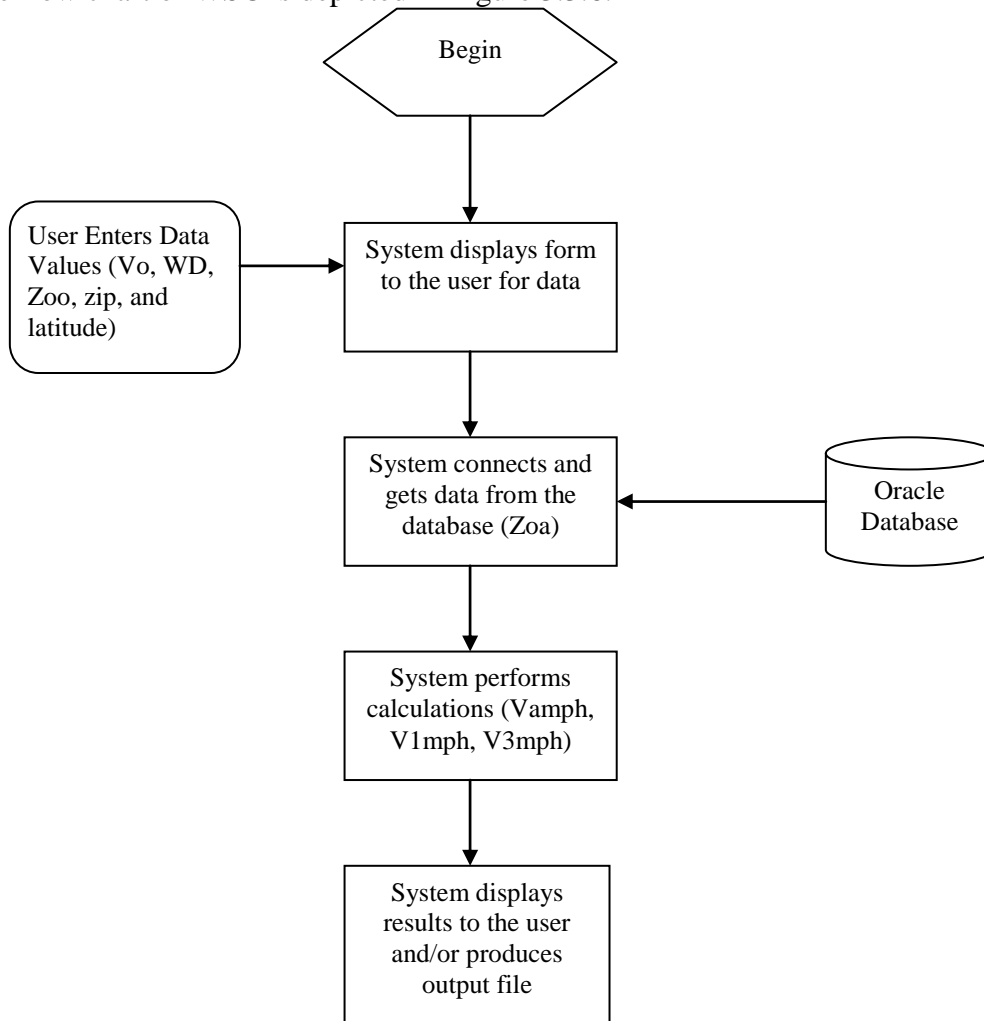 Begin
User Enters Data
Values (Vo, WD,
Zoo, zip, and
latitude)
System displays form
to the user for data
System connects and
gets data from the
database (Zoa)
Oracle
Database
System performs
calculations (Vamph,
V1mph, V3mph)
System displays
results to the user
and/or produces
output file